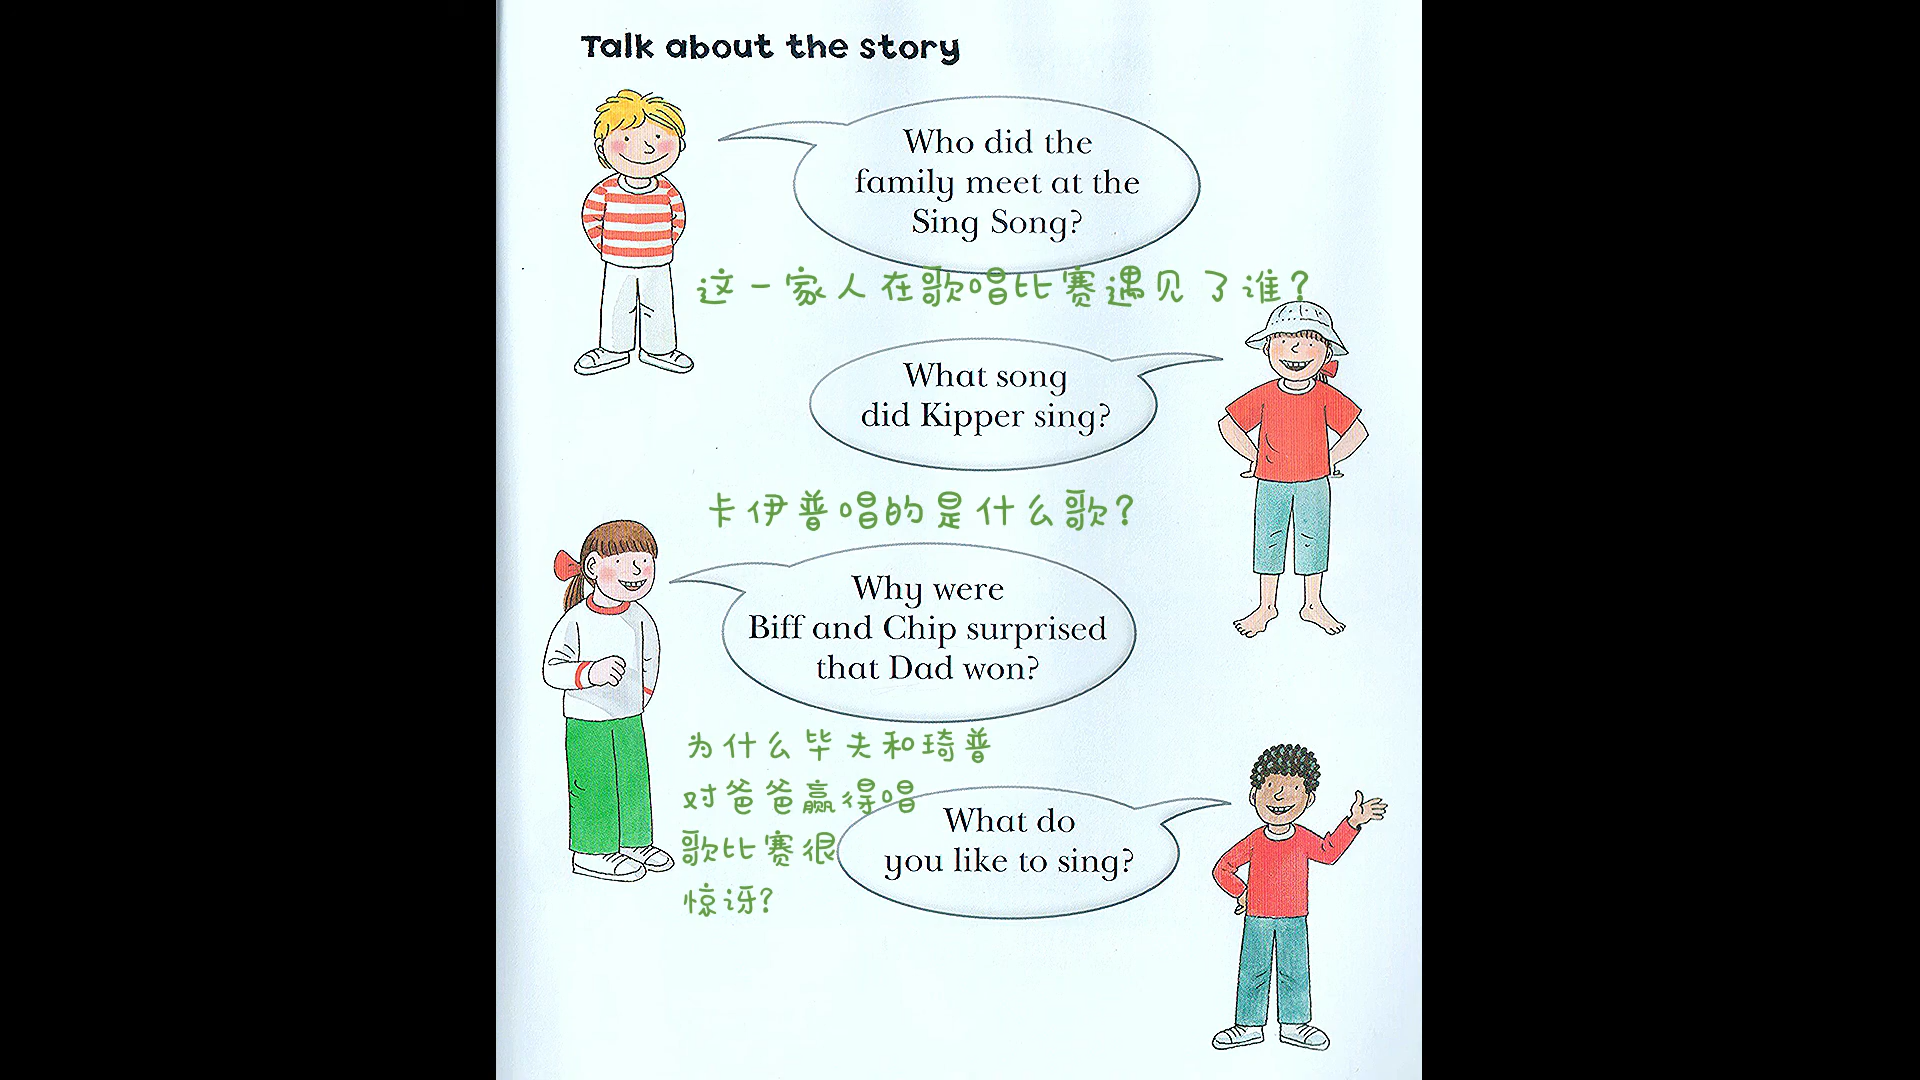 Talk about the story
Who did the
family meet at the
Sing Song?
这一家人在歌唱比赛遇见了谁?
What song
did Kipper sing?
卡伊普唱的是什么歌?
Why were
Biff and Chip surprised
that Dad won?
为什么毕夫和琦普
对爸爸赢得唱
歌比赛很
惊讶?
What do
you like to sing?